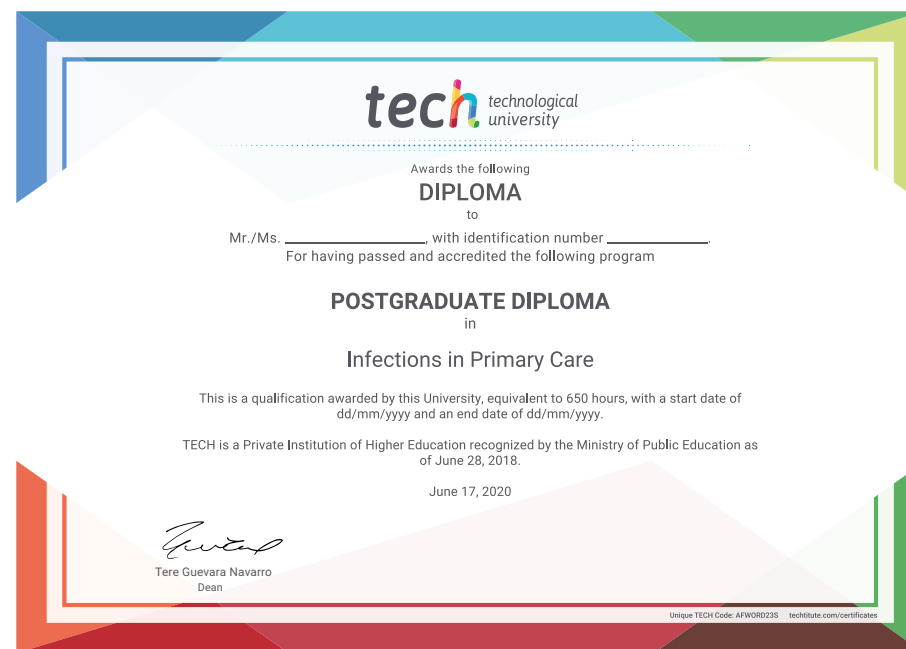 tech technological
university
Awards the following
DIPLOMA
to
Mr./Ms. ____________________, with identification number ______________.
For having passed and accredited the following program
POSTGRADUATE DIPLOMA
in
Infections in Primary Care
This is a qualification awarded by this University, equivalent to 650 hours, with a start date of
dd/mm/yyyy and an end date of dd/mm/yyyy.
TECH is a Private Institution of Higher Education recognized by the Ministry of Public Education as
of June 28, 2018.
June 17, 2020
Tere Guevara Navarro
Dean
Unique TECH Code: AFWORD23S techtitute.com/certificates